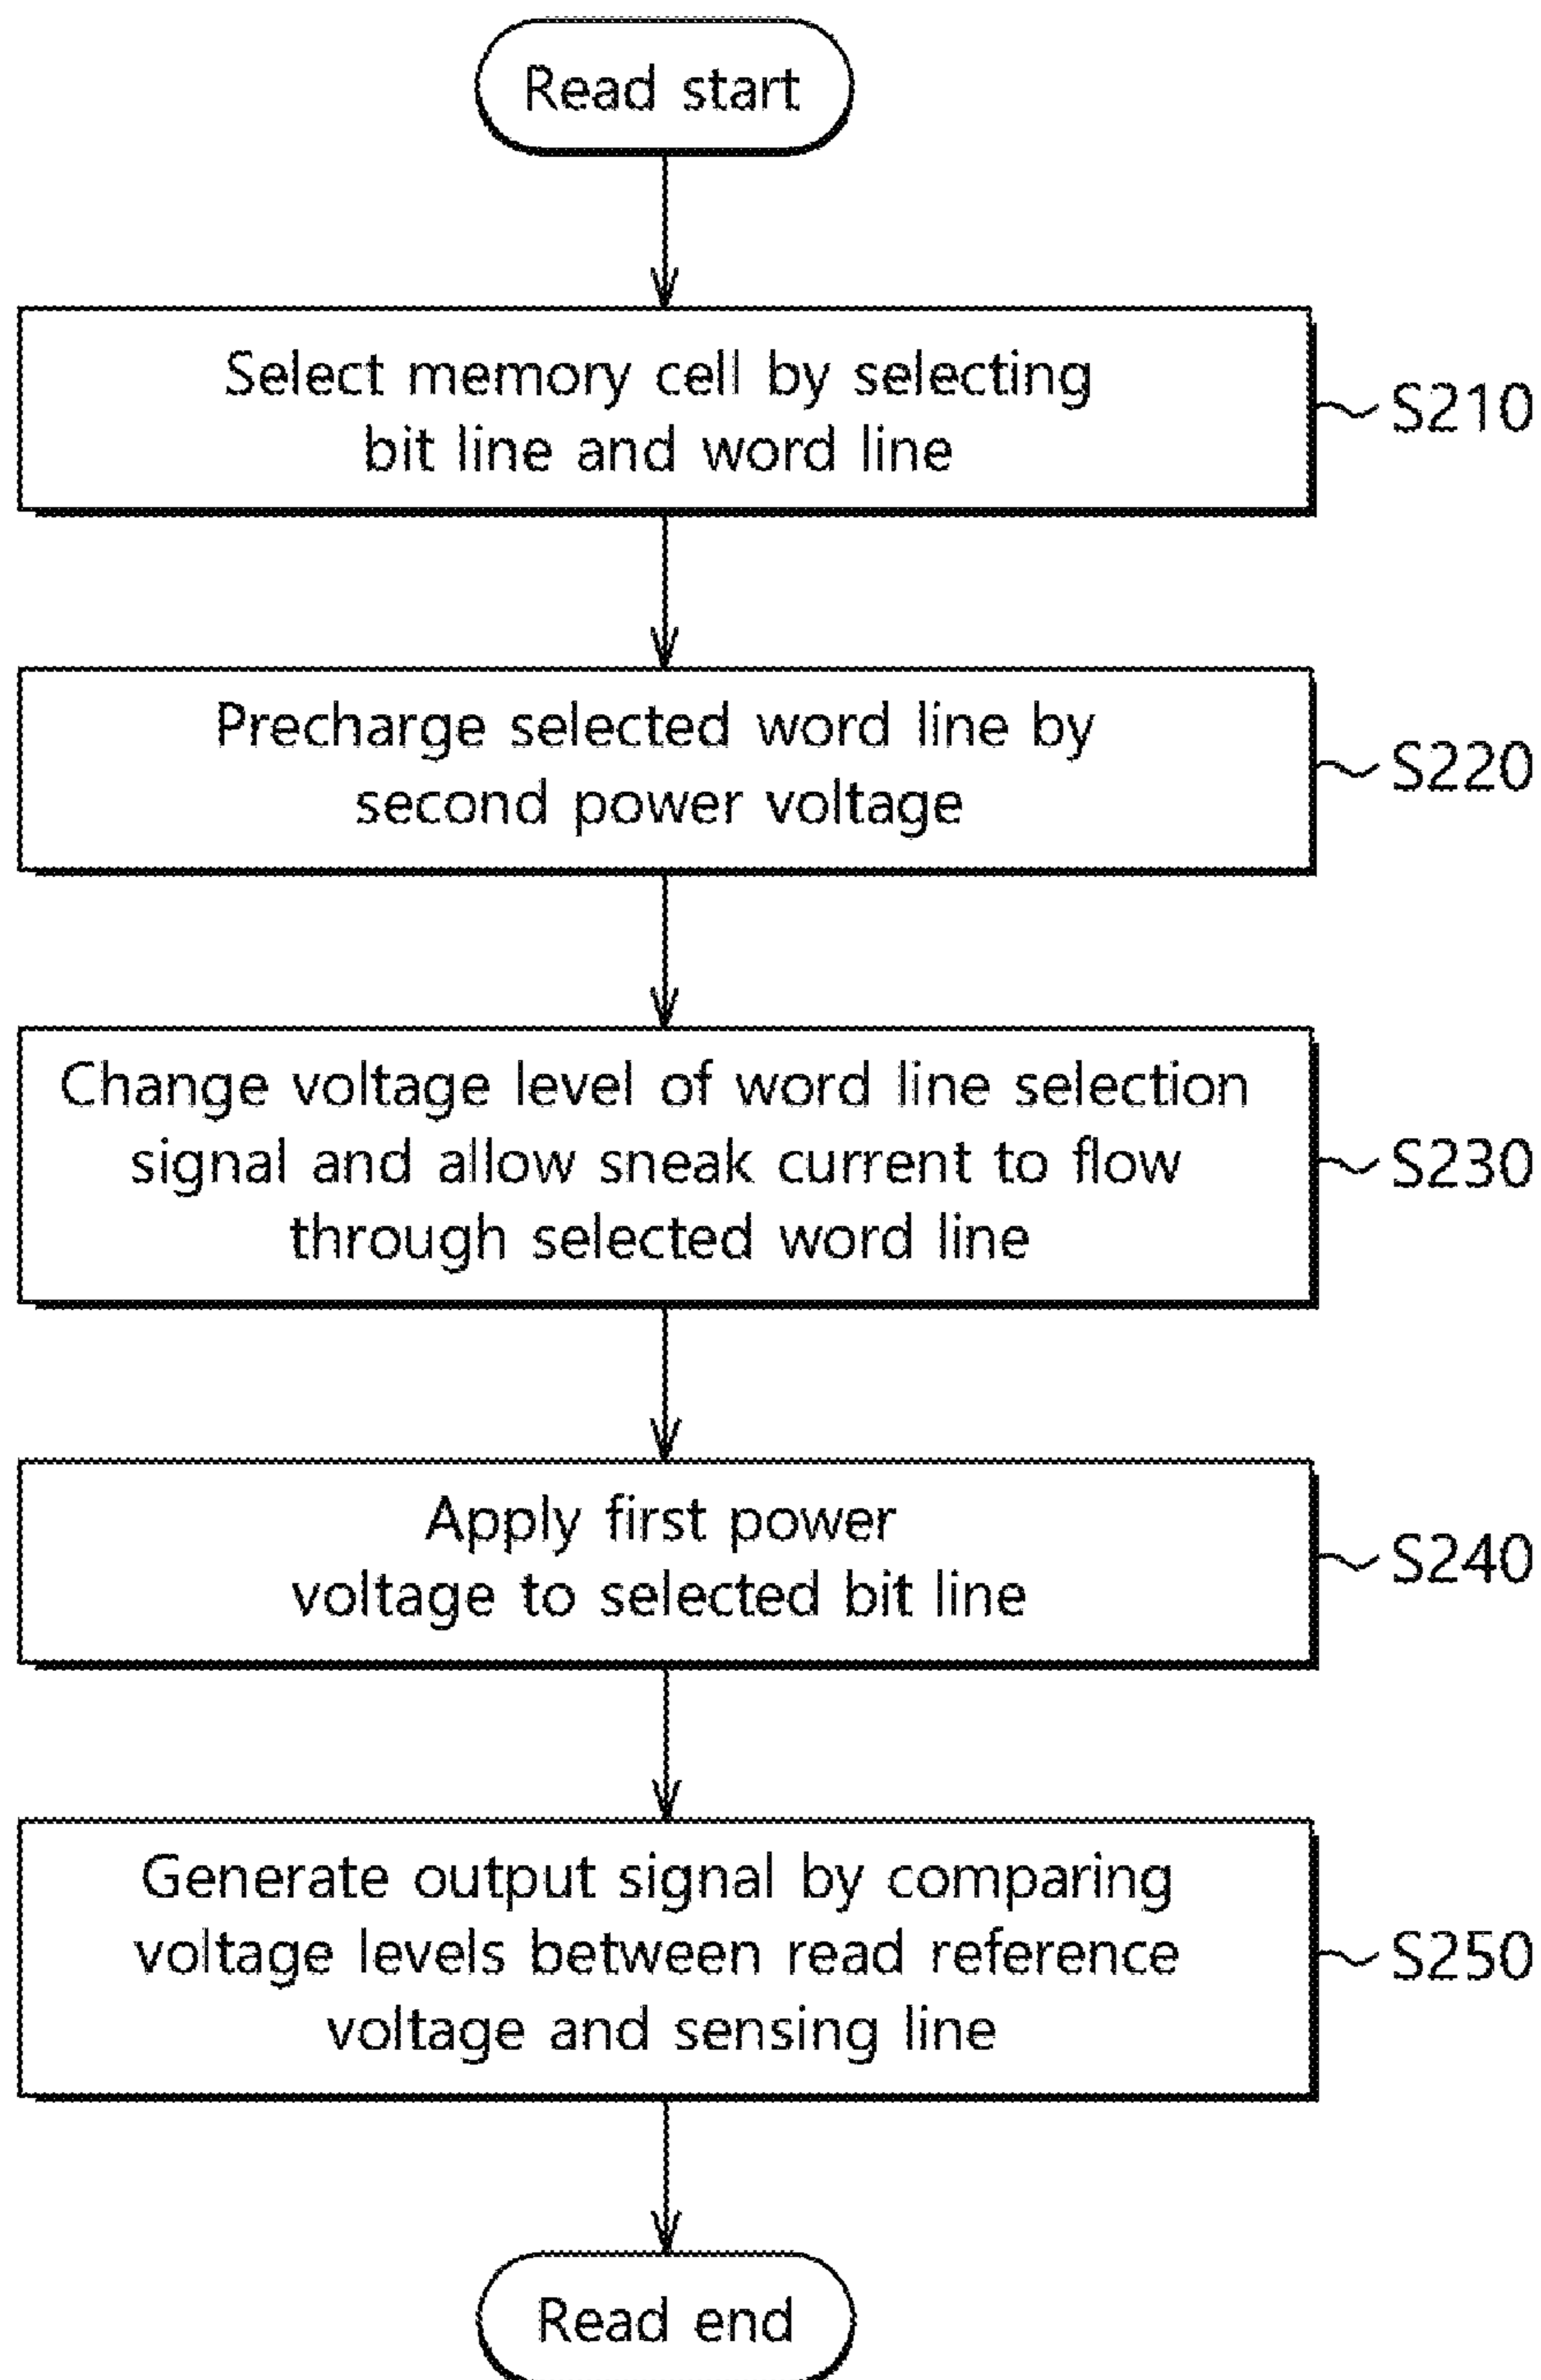 Read start
Select memory cell by selecting
bit line and word line
S210
Precharge selected word line by
second power voltage
S220
Change voltage level of word line selection
signal and allow sneak current to flow
through selected word line
S230
Apply first power
voltage to selected bit line
S240
Generate output signal by comparing
voltage levels between read reference
voltage and sensing line
S250
Read end